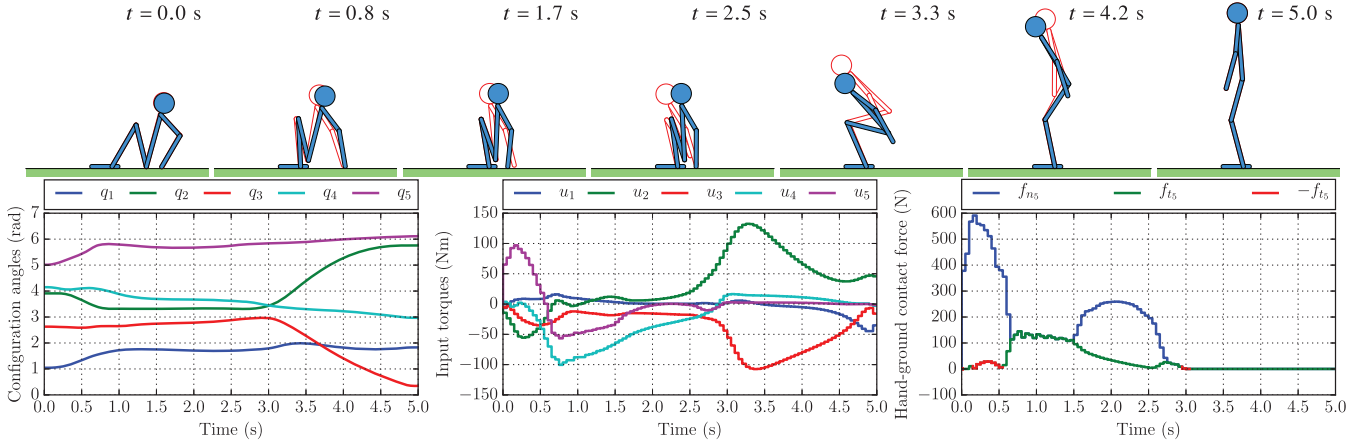 t = 0.0 s t = 0.8 s t = 1.7 s t = 2.5 s t = 3.3 s t = 4.2 s t = 5.0 s
q1 q2 q3 q4 q5
Configuration angles (rad)
7
6
5
4
3
2
1
0
0.0 0.5 1.0 1.5 2.0 2.5 3.0 3.5 4.0 4.5 5.0
Time (s)
u1 u2 u3 u4 u5
Input torques (Nm)
150
100
50
0
−50
−100
−150
0.0 0.5 1.0 1.5 2.0 2.5 3.0 3.5 4.0 4.5 5.0
Time (s)
fn5 ft5 −ft5
Hand-ground contact force (N)
600
500
400
300
200
100
0
−100
0.0 0.5 1.0 1.5 2.0 2.5 3.0 3.5 4.0 4.5 5.0
Time (s)